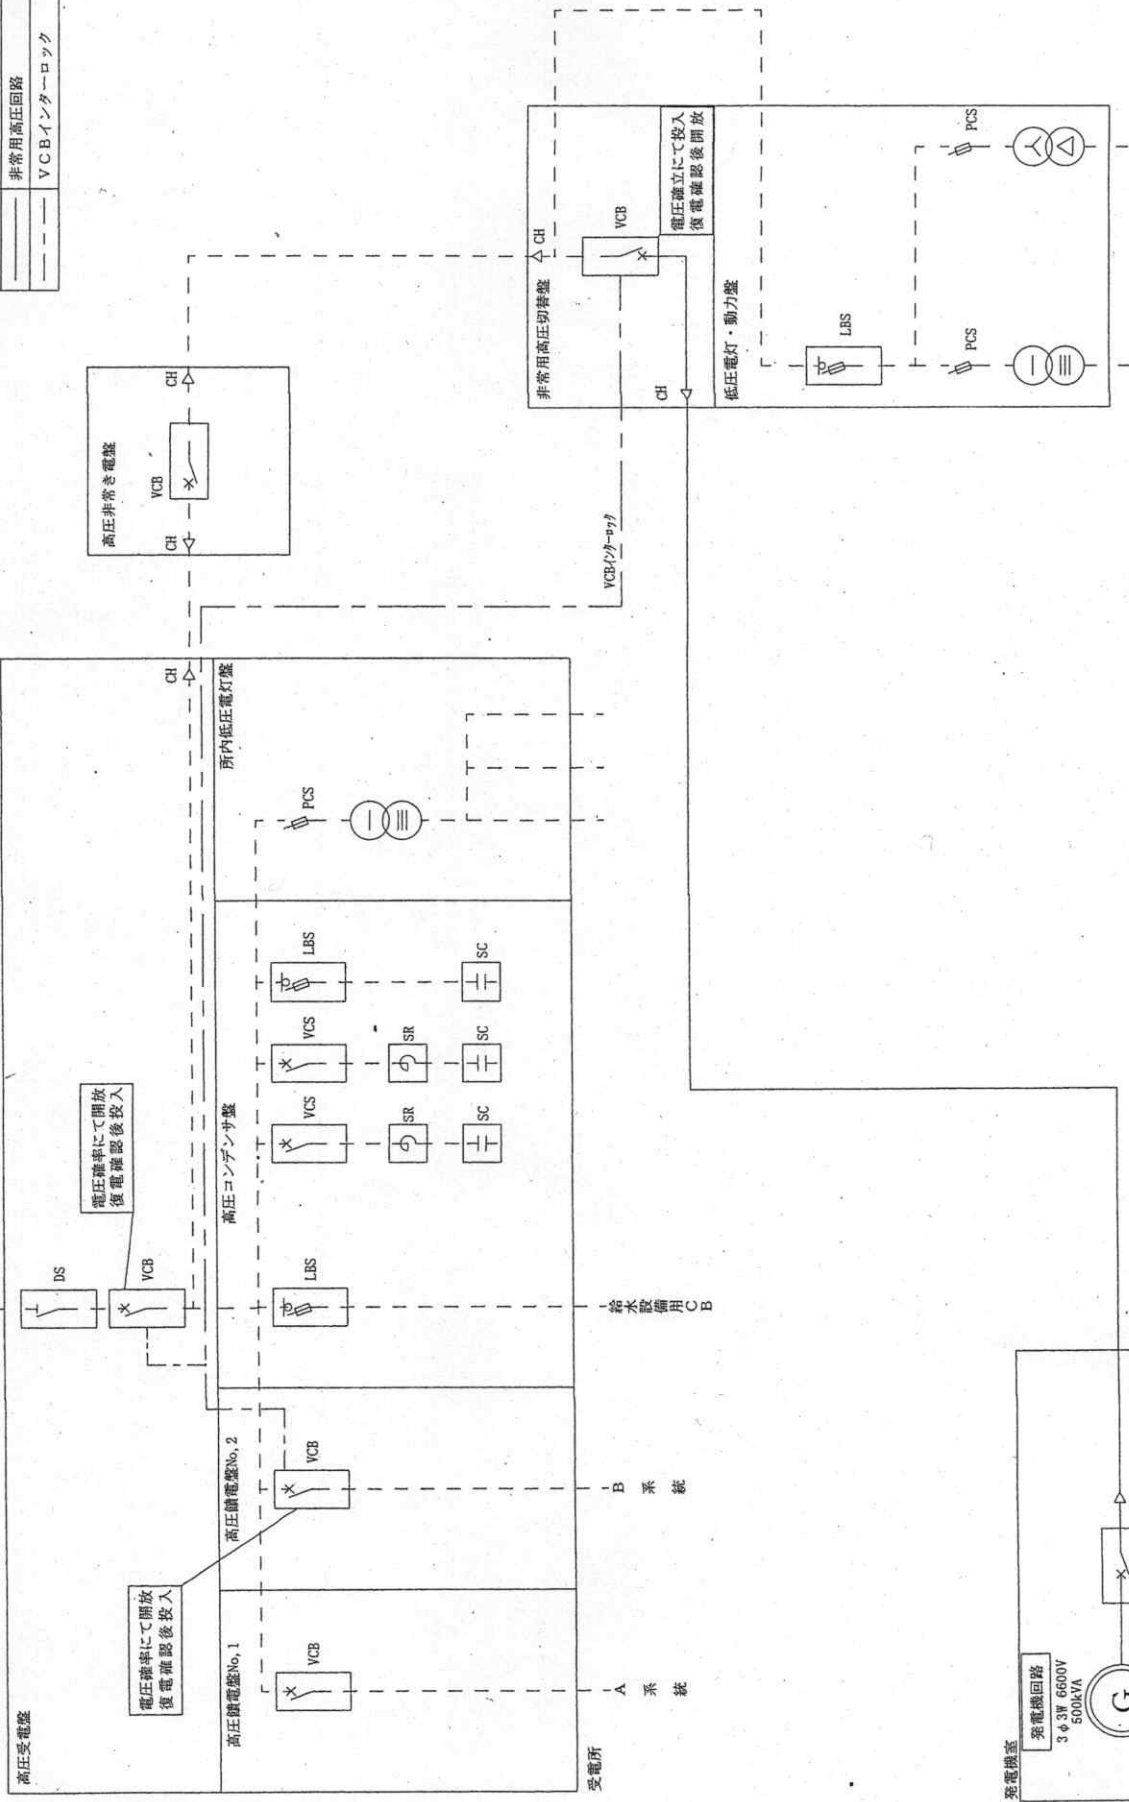 非常用高圧回路
VCBインターロック
高圧受電盤
DS
VCB
電圧確率にて開放
復電確認後投入
電圧確率にて開放
復電確認後投入
CH
高圧饋電盤No,1
VCB
A系統
高圧饋電盤No,2
VCB
B系統
高圧コンデンサ盤
LBS
給水設備用CB
VCS
SR
SC
VCS
SR
SC
LBS
SC
所内低圧電灯盤
PCS
受電所
高圧非常き電盤
CH
VCB
CH
VCBインターロック
非常用高圧切替盤
CH
VCB
電圧確立にて投入
復電確認後開放
CH
低圧電灯・動力盤
LBS
PCS
PCS
発電機室
発電機回路
3φ3W 6600V
500kVA
G